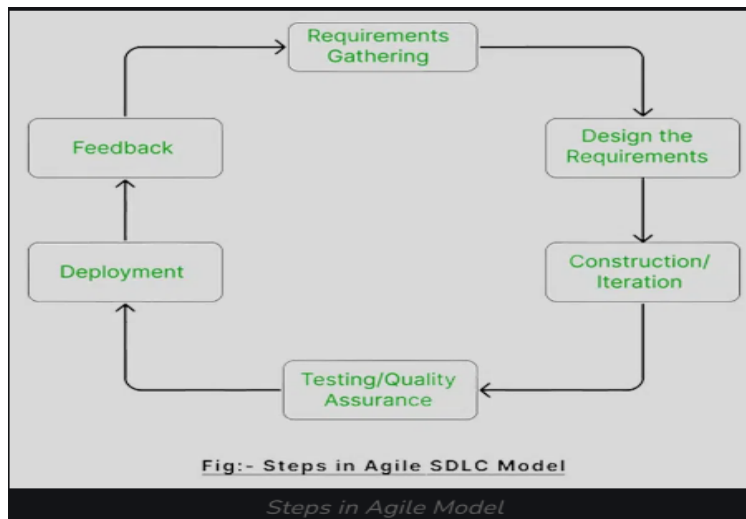 Requirements
Gathering
Feedback
Design the
Requirements
Deployment
Construction/
Iteration
Testing/Quality
Assurance
Fig:- Steps in Agile SDLC Model
Steps in Agile Model